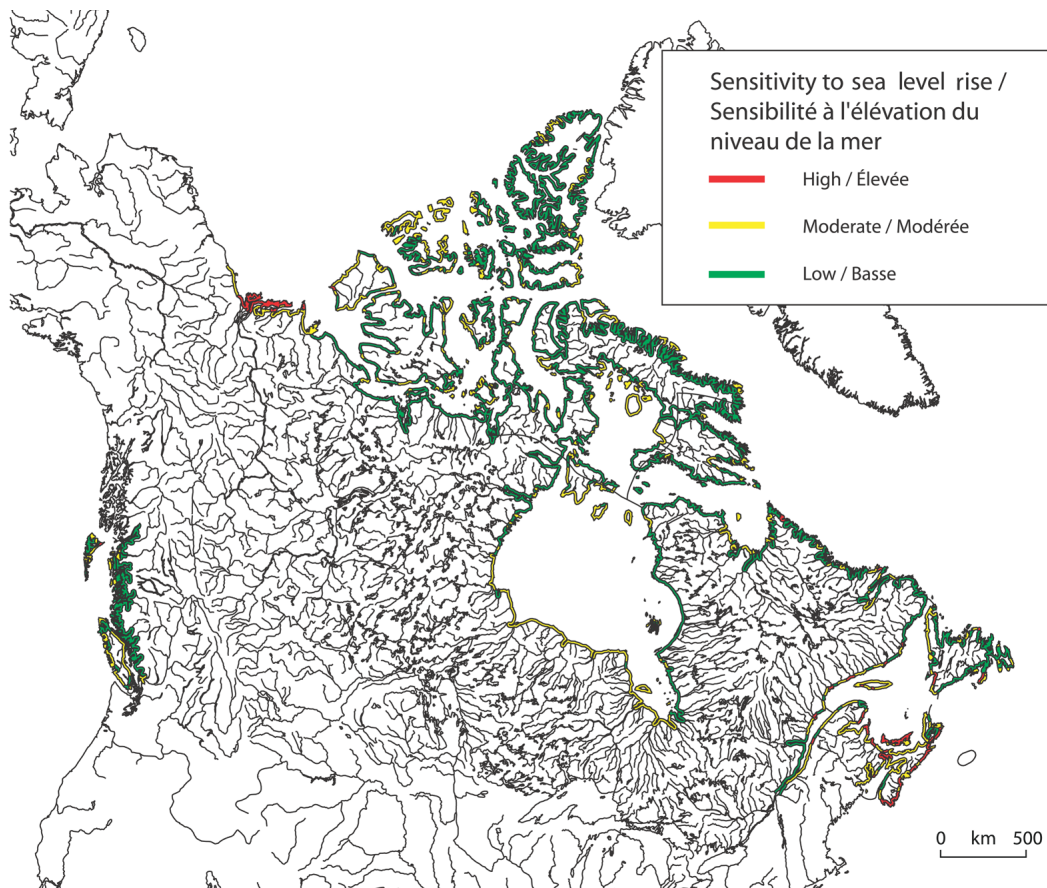 Sensitivity to sea level rise /
Sensibilité à l'élévation du
niveau de la mer
High / Élevée
Moderate / Modérée
Low / Basse
0 km 500